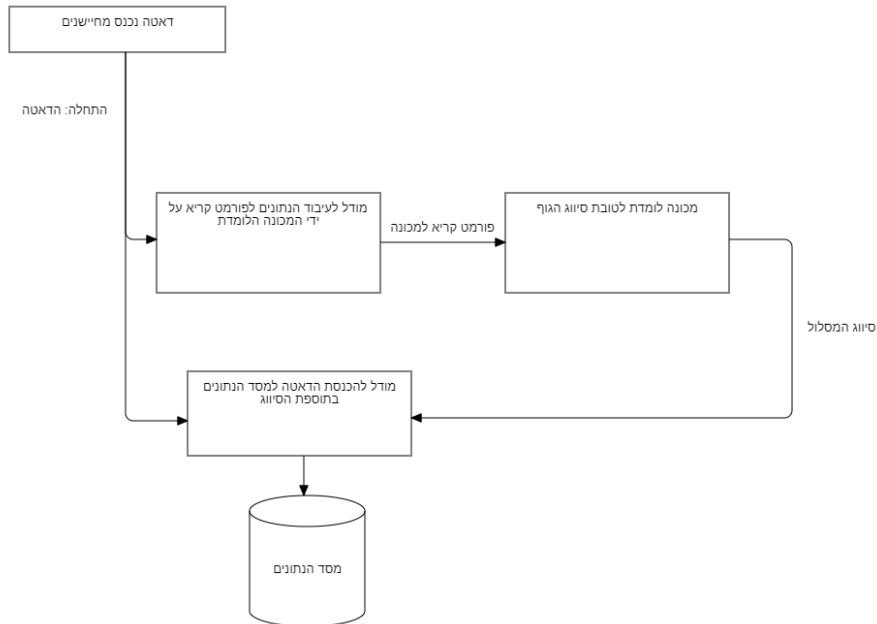 דאטה נכנס מחיישנים
התחלה: הדאטה
מודל לעיבוד הנתונים לפורמט קריא על
ידי המכונה הלומדת
פורמט קריא למכונה
מכונה לומדת לטובת סיווג הגוף
סיווג המסלול
מודל להכנסת הדאטה למסד הנתונים
בתוספת הסיווג
מסד הנתונים